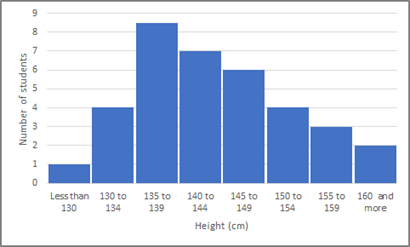 9
8
7
6
5
4
3
2
1
0
Number of students
Less than 130
130 to 134
135 to 139
140 to 144
145 to 149
150 to 154
155 to 159
160 and more
Height (cm)